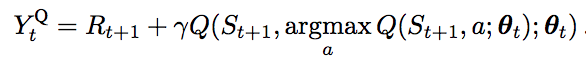 Y_t^Q = R_{t+1} + γQ(S_{t+1}, argmax_a Q(S_{t+1}, a; θ_t); θ_t) .